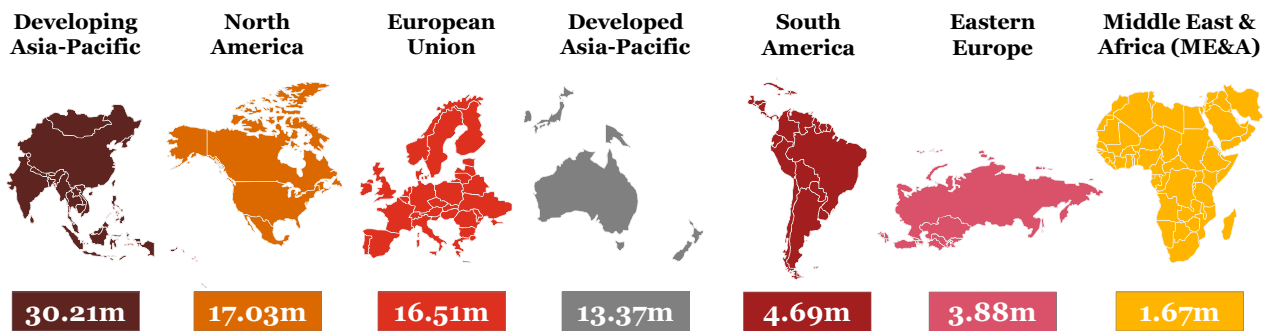 Developing
Asia-Pacific
North
America
European
Union
Developed
Asia-Pacific
South
America
Eastern
Europe
Middle East &
Africa (ME&A)
30.21m
17.03m
16.51m
13.37m
4.69m
3.88m
1.67m